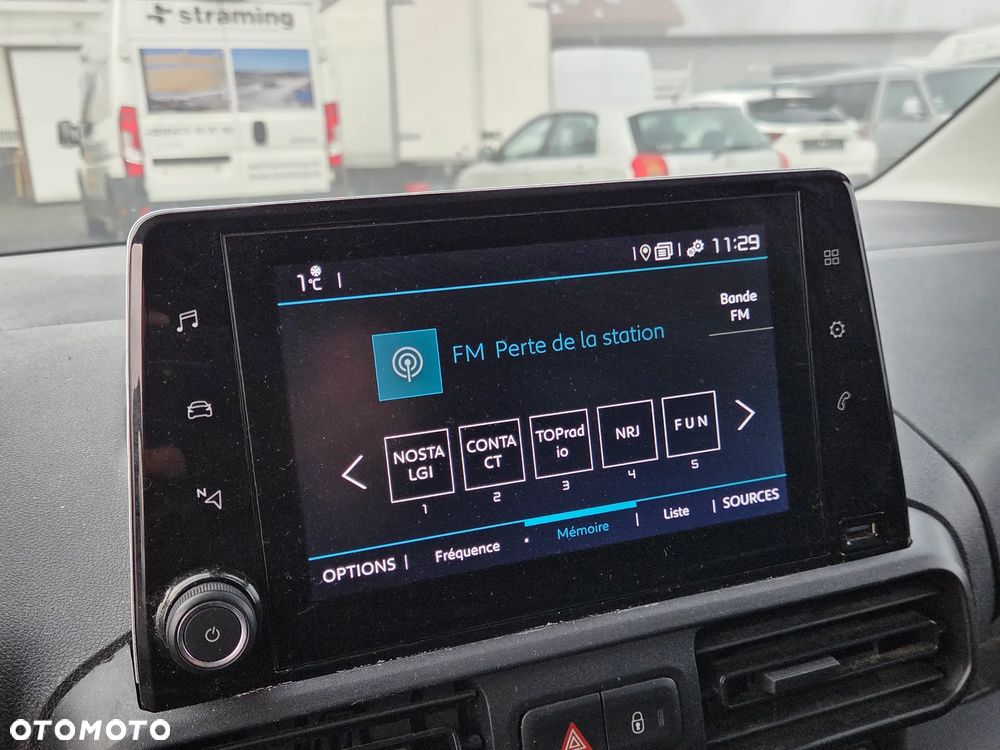 straming
1°C
11:29
Bande
FM
FM Perte de la station
NOSTA
LGI
CONTA
CT
TOPrad
io
NRJ
FUN
1
2
3
4
5
OPTIONS
Fréquence
Mémoire
Liste
SOURCES
N
OTOMOTO